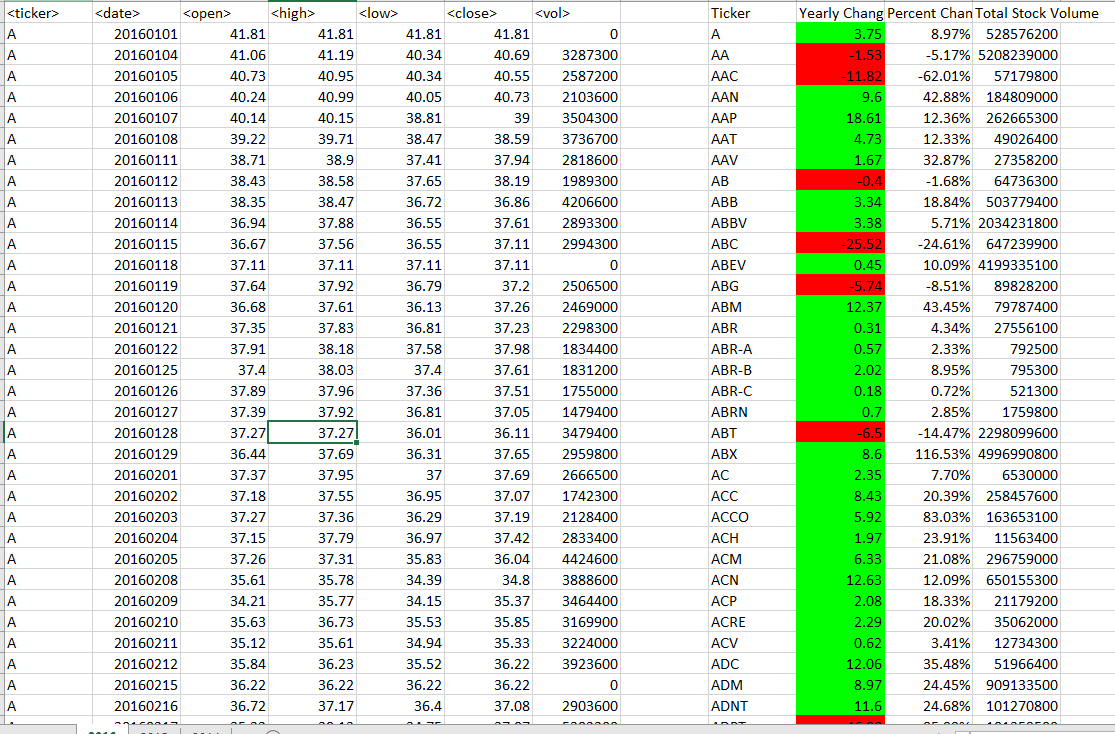 <ticker> <date> <open> <high> <low> <close> <vol> Ticker Yearly Chang Percent Chan Total Stock Volume
A 20160101 41.81 41.81 41.81 41.81 0 A 3.75 8.97% 528576200
A 20160104 41.06 41.19 40.34 40.69 3287300 AA -1.53 -5.17% 5208239000
A 20160105 40.73 40.95 40.34 40.55 2587200 AAC -11.82 -62.01% 57179800
A 20160106 40.24 40.99 40.05 40.73 2103600 AAN 9.6 42.88% 184809000
A 20160107 40.14 40.15 38.81 39 3504300 AAP 18.61 12.36% 262665300
A 20160108 39.22 39.71 38.47 38.59 3736700 AAT 4.73 12.33% 49026400
A 20160111 38.71 38.9 37.41 37.94 2818600 AAV 1.67 32.87% 27358200
A 20160112 38.43 38.58 37.65 38.19 1989300 AB -0.4 -1.68% 64736300
A 20160113 38.35 38.47 36.72 36.86 4206600 ABB 3.34 18.84% 503779400
A 20160114 36.94 37.88 36.55 37.61 2893300 ABBV 3.38 5.71% 2034231800
A 20160115 36.67 37.56 36.55 37.11 2994300 ABC -25.52 -24.61% 647239900
A 20160118 37.11 37.11 37.11 37.11 0 ABEV 0.45 10.09% 4199335100
A 20160119 37.64 37.92 36.79 37.2 2506500 ABG -5.74 -8.51% 89828200
A 20160120 36.68 37.61 36.13 37.26 2469000 ABM 12.37 43.45% 79787400
A 20160121 37.35 37.83 36.81 37.23 2298300 ABR 0.31 4.34% 27556100
A 20160122 37.91 38.18 37.58 37.98 1834400 ABR-A 0.57 2.33% 792500
A 20160125 37.4 38.03 37.4 37.61 1831200 ABR-B 2.02 8.95% 795300
A 20160126 37.89 37.96 37.36 37.51 1755000 ABR-C 0.18 0.72% 521300
A 20160127 37.39 37.92 36.81 37.05 1479400 ABRN 0.7 2.85% 1759800
A 20160128 37.27 37.27 36.01 36.11 3479400 ABT -6.5 -14.47% 2298099600
A 20160129 36.44 37.69 36.31 37.65 2959800 ABX 8.6 116.53% 4996990800
A 20160201 37.37 37.95 37 37.69 2666500 AC 2.35 7.70% 6530000
A 20160202 37.18 37.55 36.95 37.07 1742300 ACC 8.43 20.39% 258457600
A 20160203 37.27 37.36 36.29 37.19 2128400 ACCO 5.92 83.03% 163653100
A 20160204 37.15 37.79 36.97 37.42 2833400 ACH 1.97 23.91% 11563400
A 20160205 37.26 37.31 35.83 36.04 4424600 ACM 6.33 21.08% 296759000
A 20160208 35.61 35.78 34.39 34.8 3888600 ACN 12.63 12.09% 650155300
A 20160209 34.21 35.77 34.15 35.37 3464400 ACP 2.08 18.33% 21179200
A 20160210 35.63 36.73 35.53 35.85 3169900 ACRE 2.29 20.02% 35062000
A 20160211 35.12 35.61 34.94 35.33 3224000 ACV 0.62 3.41% 12734300
A 20160212 35.84 36.23 35.52 36.22 3923600 ADC 12.06 35.48% 51966400
A 20160215 36.22 36.22 36.22 36.22 0 ADM 8.97 24.45% 909133500
A 20160216 36.72 37.17 36.4 37.08 2903600 ADNT 11.6 24.68% 101270800